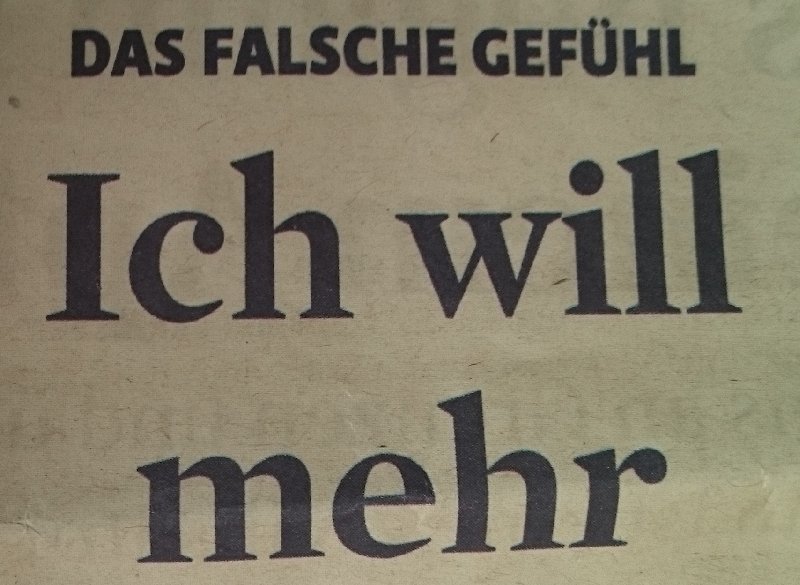 DAS FALSCHE GEFÜHL
Ich will
mehr